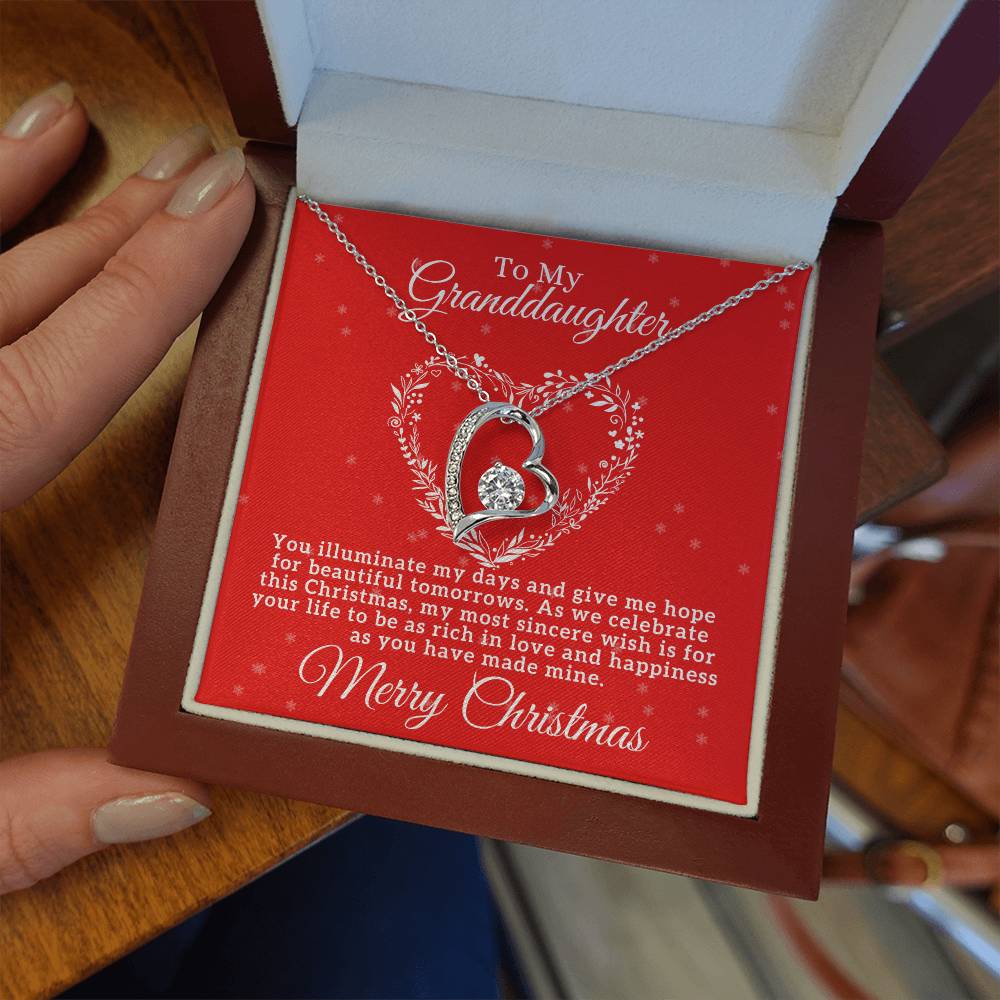 To My
Granddaughter
You illuminate my days and give me hope
for beautiful tomorrows. As we celebrate
this Christmas, my most sincere wish is for
your life to be as rich in love and happiness
as you have made mine.
Merry Christmas